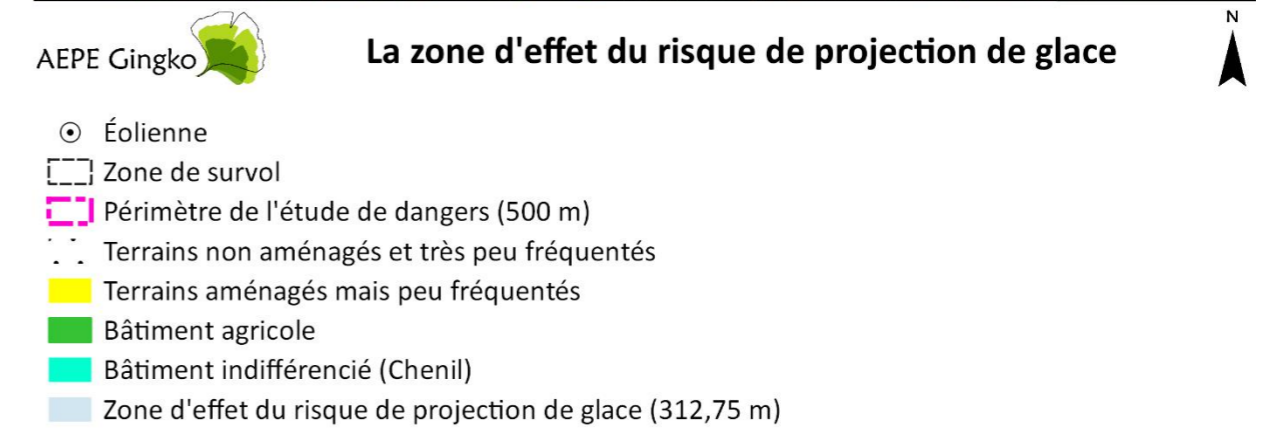 N
AEPE Gingko
La zone d'effet du risque de projection de glace
Éolienne
Zone de survol
Périmètre de l'étude de dangers (500 m)
Terrains non aménagés et très peu fréquentés
Terrains aménagés mais peu fréquentés
Bâtiment agricole
Bâtiment indifférencié (Chenil)
Zone d'effet du risque de projection de glace (312,75 m)